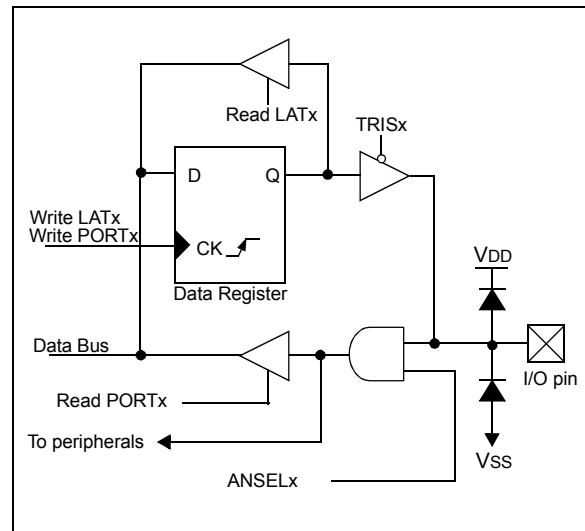 Read LATx
TRISx
D
Q
Write LATx
Write PORTx
CK
Data Register
VDD
Data Bus
I/O pin
Read PORTx
To peripherals
VSS
ANSELx